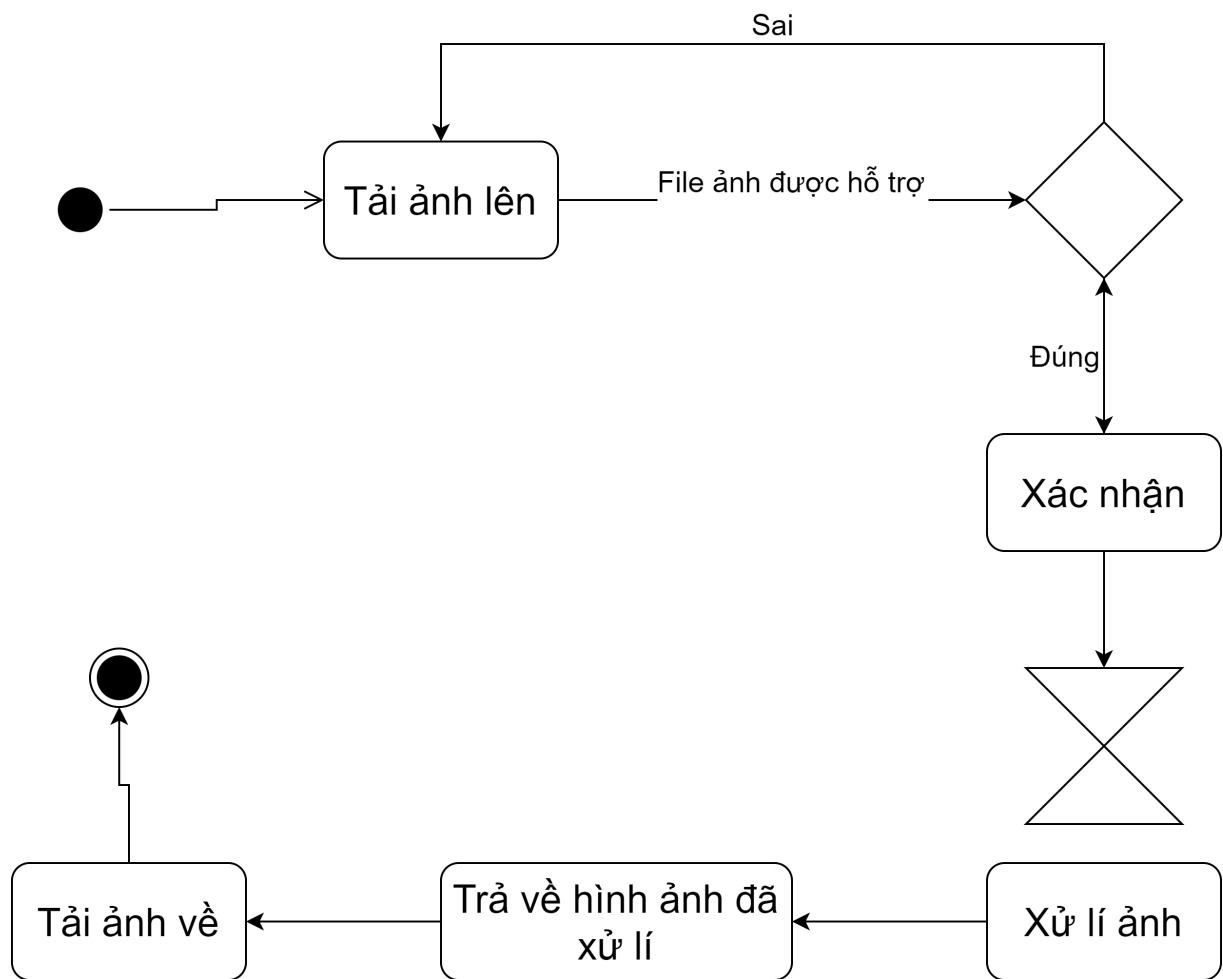 Sai
Tải ảnh lên
File ảnh được hỗ trợ
Đúng
Xác nhận
Xử lí ảnh
Trả về hình ảnh đã
xử lí
Tải ảnh về